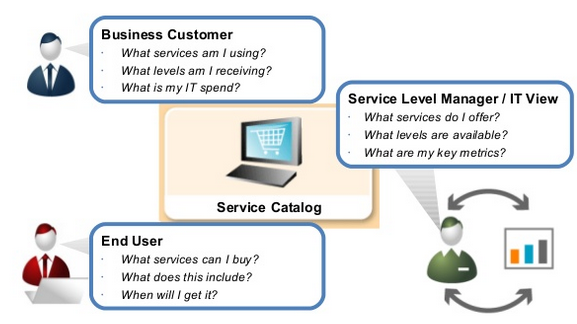 Business Customer
· What services am I using?
· What levels am I receiving?
· What is my IT spend?
Service Level Manager / IT View
· What services do I offer?
· What levels are available?
· What are my key metrics?
Service Catalog
End User
· What services can I buy?
· What does this include?
· When will I get it?